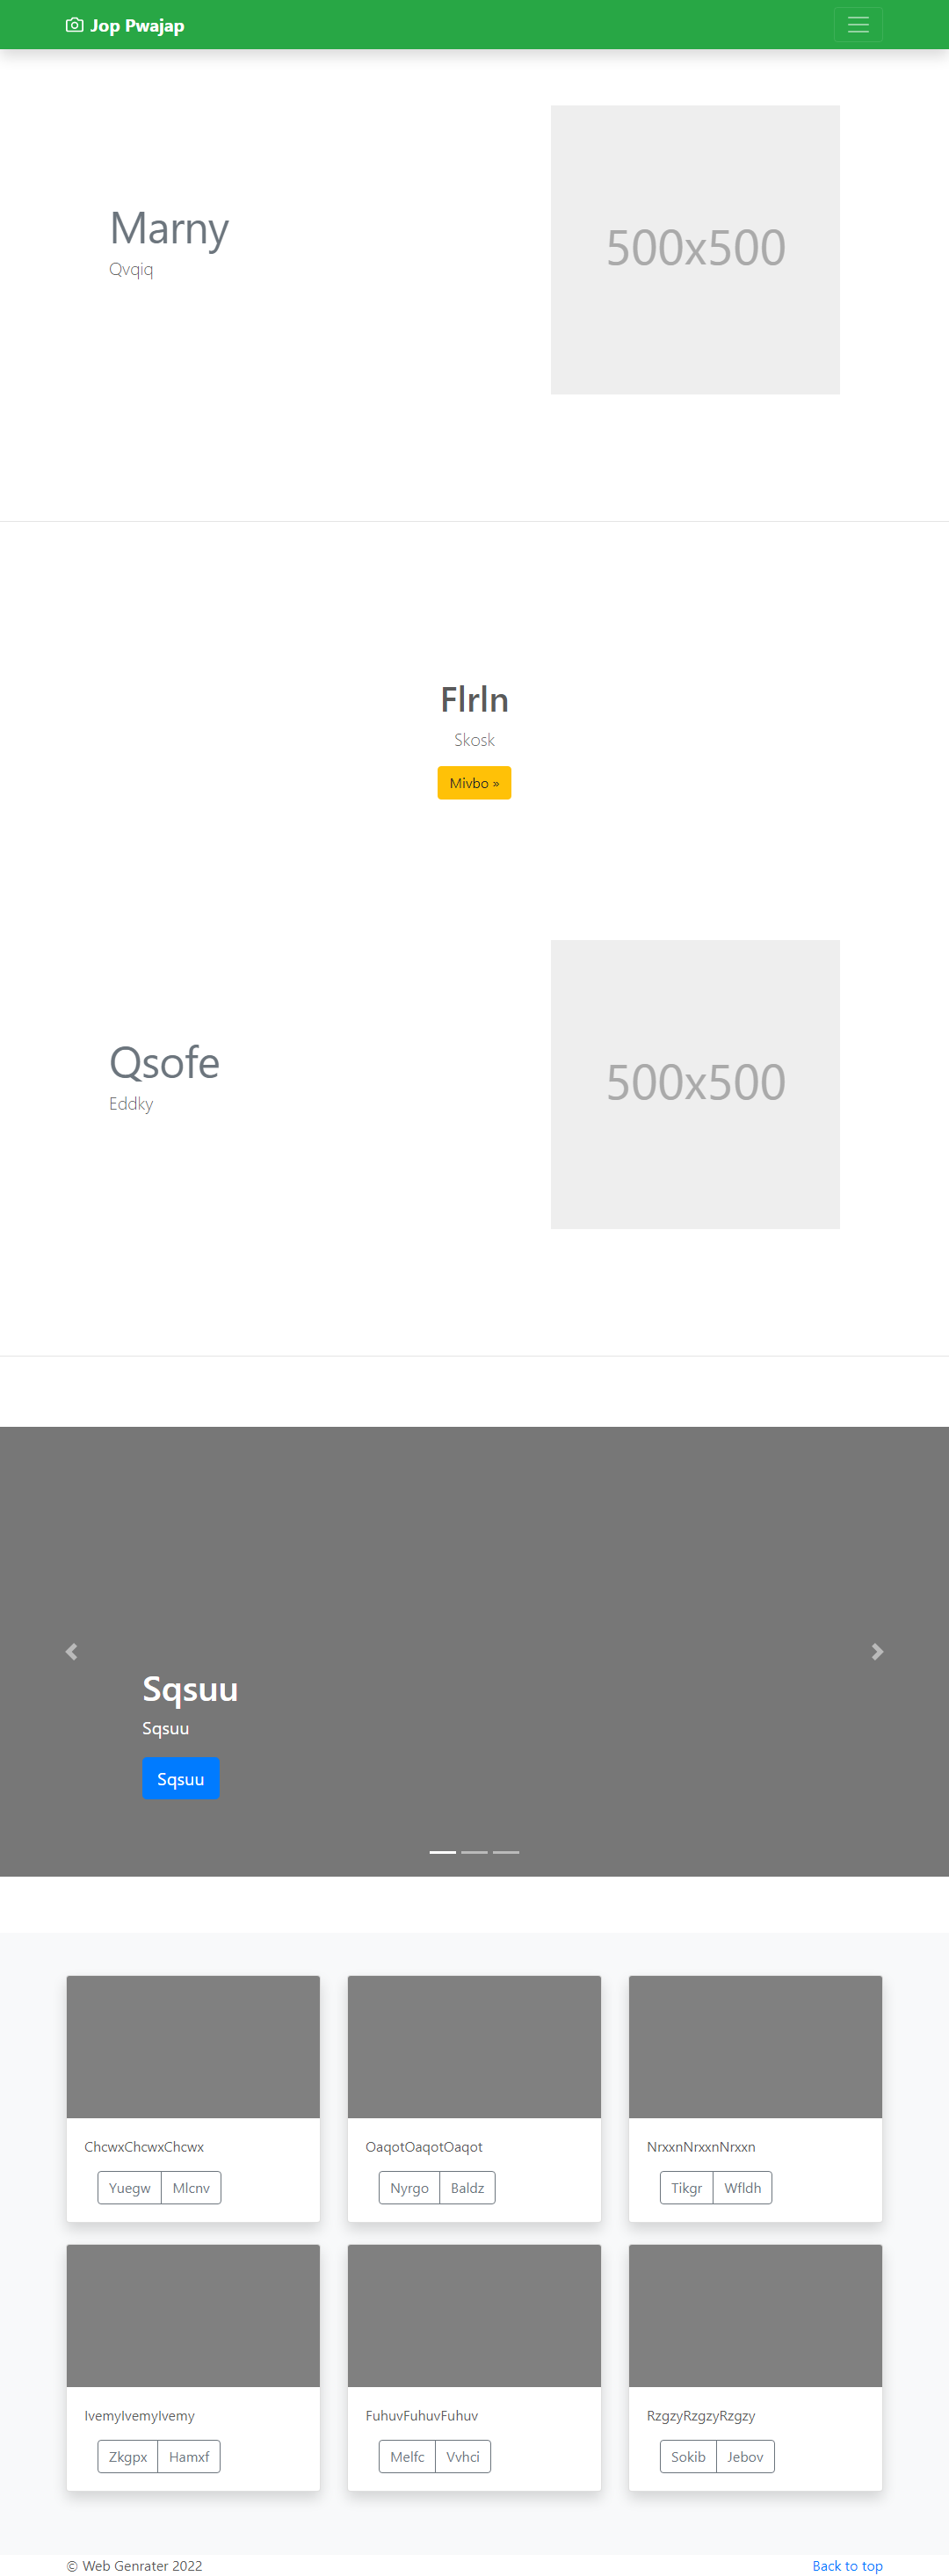 Jop Pwajap
Marny
Qvqiq
500x500
Flrln
Skosk
Mivbo »
Qsofe
Eddky
500x500
Sqsuu
Sqsuu
Sqsuu
ChcwxChcwxChcwx
Yuegw Mlcnv
OaqotOaqotOaqot
Nyrgo Baldz
NrxxnNrxxnNrxxn
Tikgr Wfldh
IvemyIvemyIvemy
Zkgpx Hamxf
FuhuvFuhuvFuhuv
Melfc Vvhci
RzgzyRzgzyRzgzy
Sokib Jebov
© Web Genrater 2022
Back to top